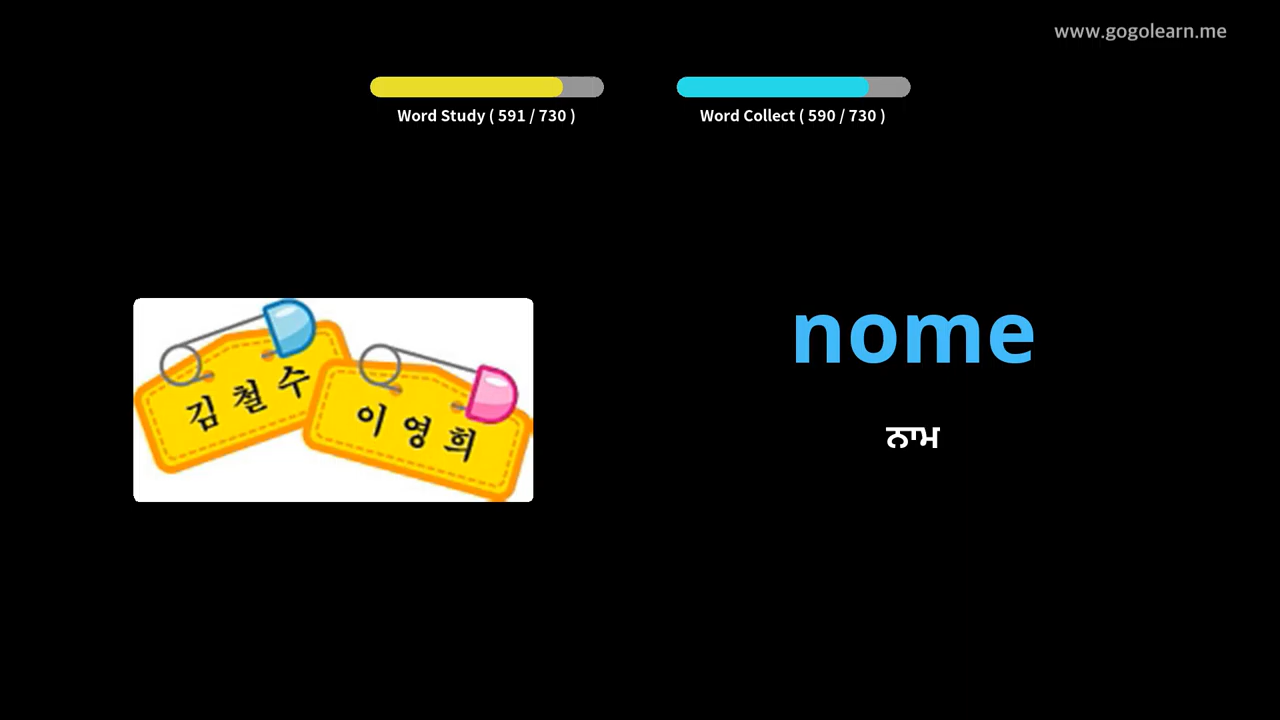 www.gogolearn.me
Word Study ( 591 / 730 )
Word Collect ( 590 / 730 )
김철수
이영희
nome
ਨਾਮ